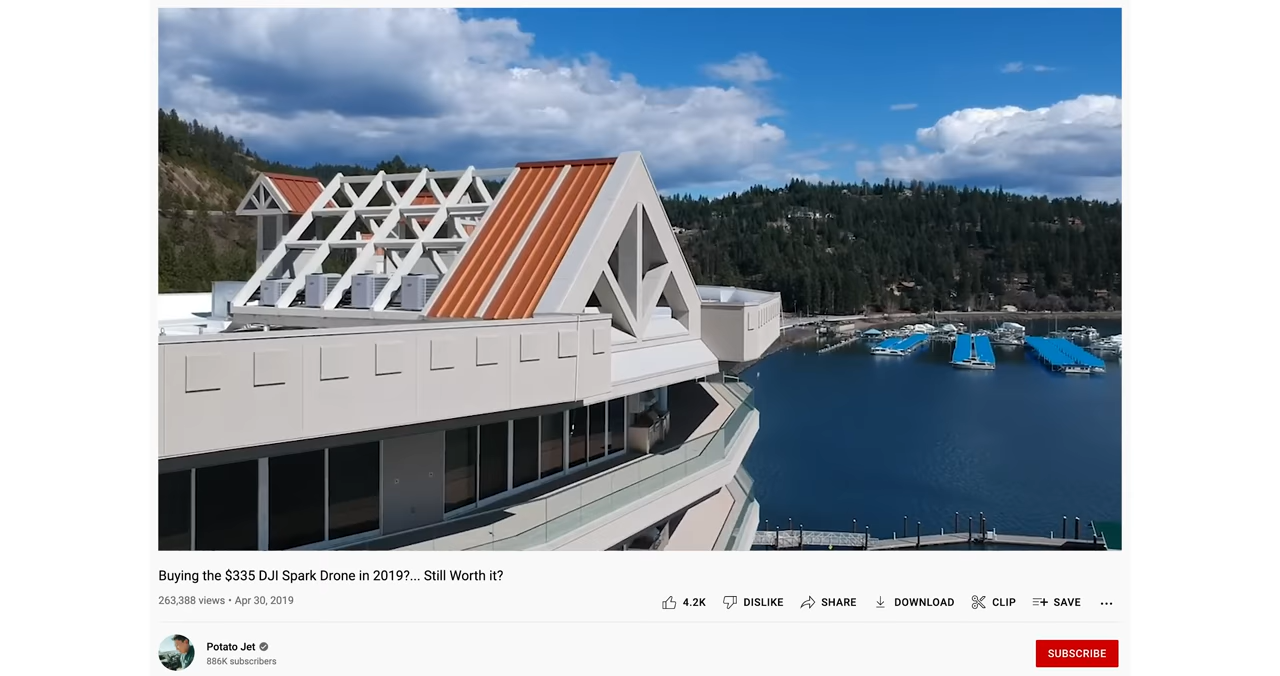 Buying the $335 DJI Spark Drone in 2019?... Still Worth it?
263,388 views • Apr 30, 2019
4.2K DISLIKE SHARE DOWNLOAD CLIP SAVE ...
Potato Jet
886K subscribers
SUBSCRIBE